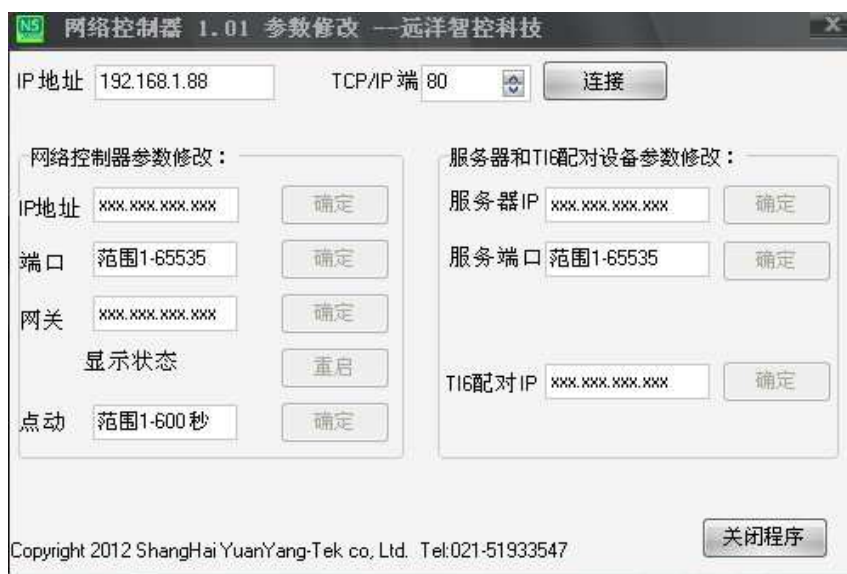 NS
网络控制器 1.01 参数修改 --远洋智控科技
IP地址 192.168.1.88 TCP/IP端 80 连接
网络控制器参数修改：
IP地址 xxx.xxx.xxx.xxx 确定
端口 范围1-65535 确定
网关 xxx.xxx.xxx.xxx 确定
显示状态 重启
点动 范围1-600秒 确定
服务器和TI6配对设备参数修改：
服务器IP xxx.xxx.xxx.xxx 确定
服务端口 范围1-65535 确定
TI6配对IP xxx.xxx.xxx.xxx 确定
关闭程序
Copyright 2012 ShangHai YuanYang-Tek co, Ltd. Tel:021-51933547